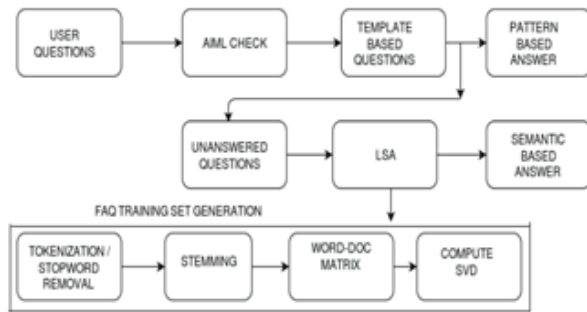 USER
QUESTIONS
AIML CHECK
TEMPLATE
BASED
QUESTIONS
PATTERN
BASED
ANSWER
UNANSWERED
QUESTIONS
LSA
SEMANTIC
BASED
ANSWER
FAQ TRAINING SET GENERATION
TOKENIZATION /
STOPWORD
REMOVAL
STEMMING
WORD-DOC
MATRIX
COMPUTE
SVD